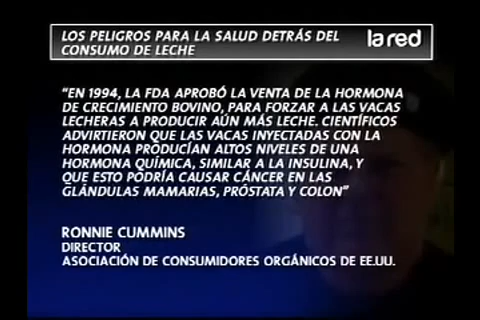 LOS PELIGROS PARA LA SALUD DETRÁS DEL
CONSUMO DE LECHE
la red
"EN 1994, LA FDA APROBÓ LA VENTA DE LA HORMONA
DE CRECIMIENTO BOVINO, PARA FORZAR A LAS VACAS
LECHERAS A PRODUCIR AÚN MÁS LECHE. CIENTÍFICOS
ADVIRTIERON QUE LAS VACAS INYECTADAS CON LA
HORMONA PRODUCÍAN ALTOS NIVELES DE UNA
HORMONA QUÍMICA, SIMILAR A LA INSULINA, Y
QUE ESTO PODRÍA CAUSAR CÁNCER EN LAS
GLÁNDULAS MAMARIAS, PRÓSTATA Y COLON"
RONNIE CUMMINS
DIRECTOR
ASOCIACIÓN DE CONSUMIDORES ORGÁNICOS DE EE.UU.